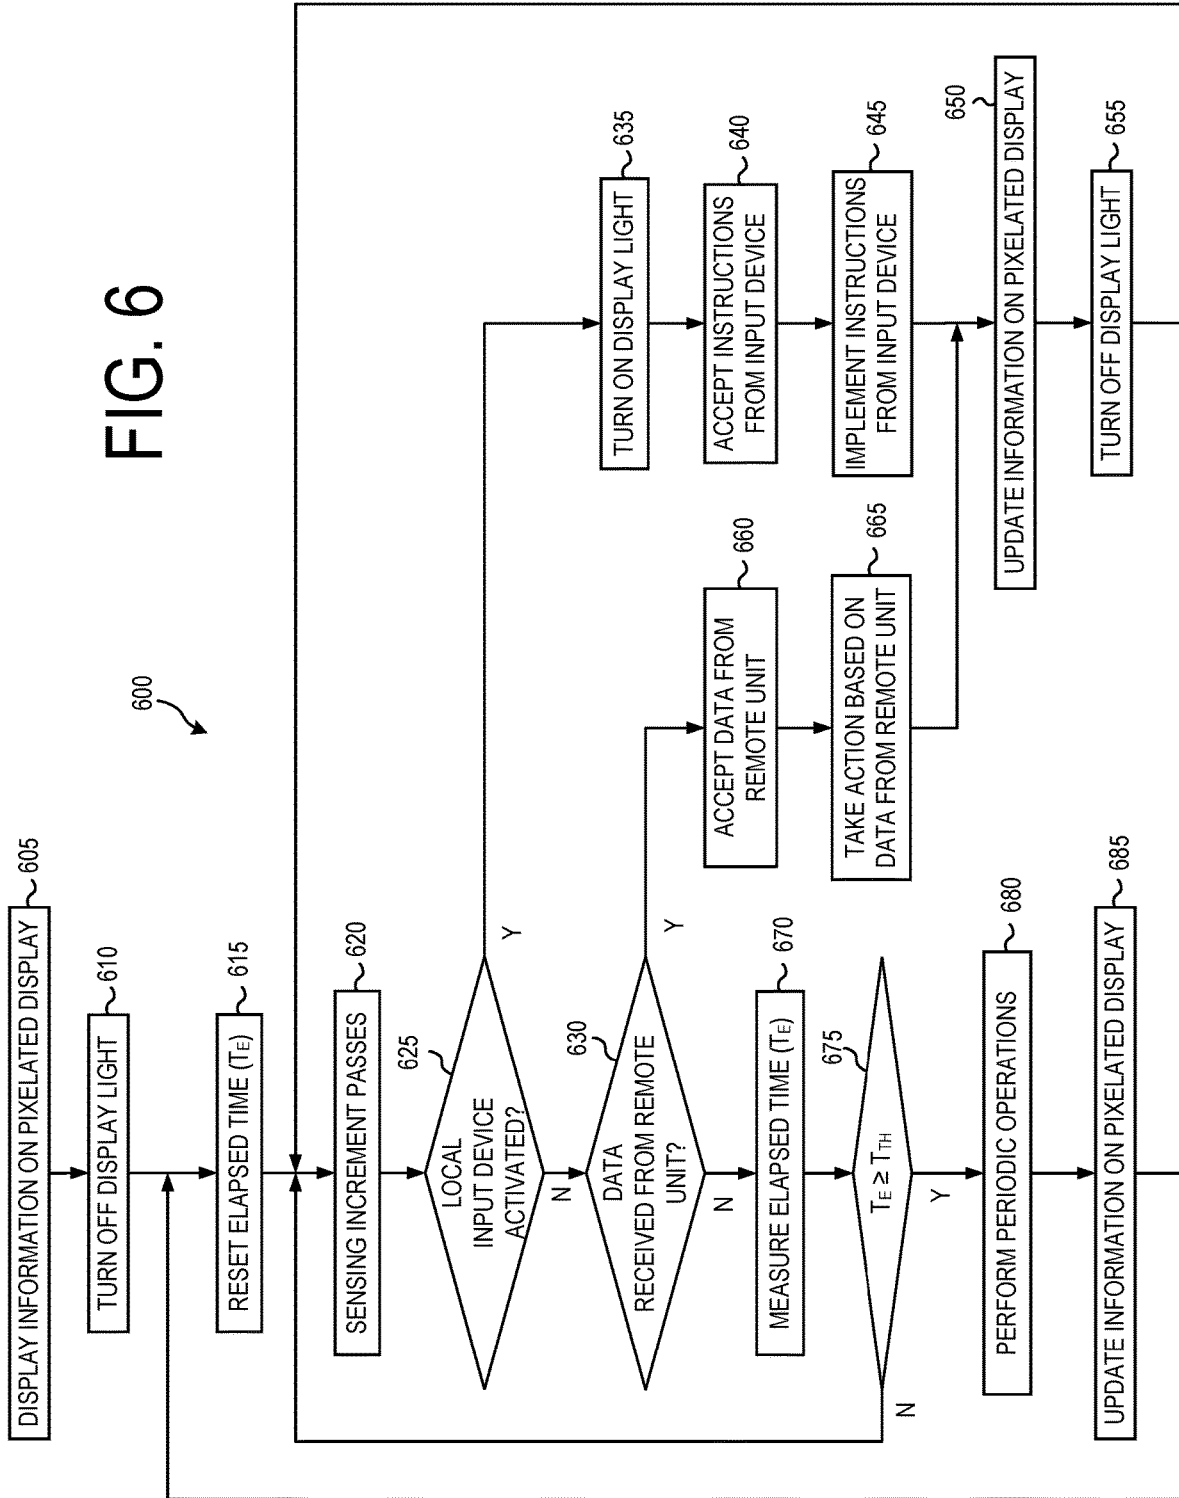 FIG. 6
600
DISPLAY INFORMATION ON PIXELATED DISPLAY
605
TURN OFF DISPLAY LIGHT
610
RESET ELAPSED TIME (TE)
615
SENSING INCREMENT PASSES
620
LOCAL
INPUT DEVICE
ACTIVATED?
625
Y
N
DATA
RECEIVED FROM REMOTE
UNIT?
630
Y
N
TURN ON DISPLAY LIGHT
635
ACCEPT INSTRUCTIONS
FROM INPUT DEVICE
640
IMPLEMENT INSTRUCTIONS
FROM INPUT DEVICE
645
UPDATE INFORMATION ON PIXELATED DISPLAY
650
TURN OFF DISPLAY LIGHT
655
ACCEPT DATA FROM
REMOTE UNIT
660
TAKE ACTION BASED ON
DATA FROM REMOTE UNIT
665
MEASURE ELAPSED TIME (TE)
670
TE ≥ TTH
675
N
Y
PERFORM PERIODIC OPERATIONS
680
UPDATE INFORMATION ON PIXELATED DISPLAY
685